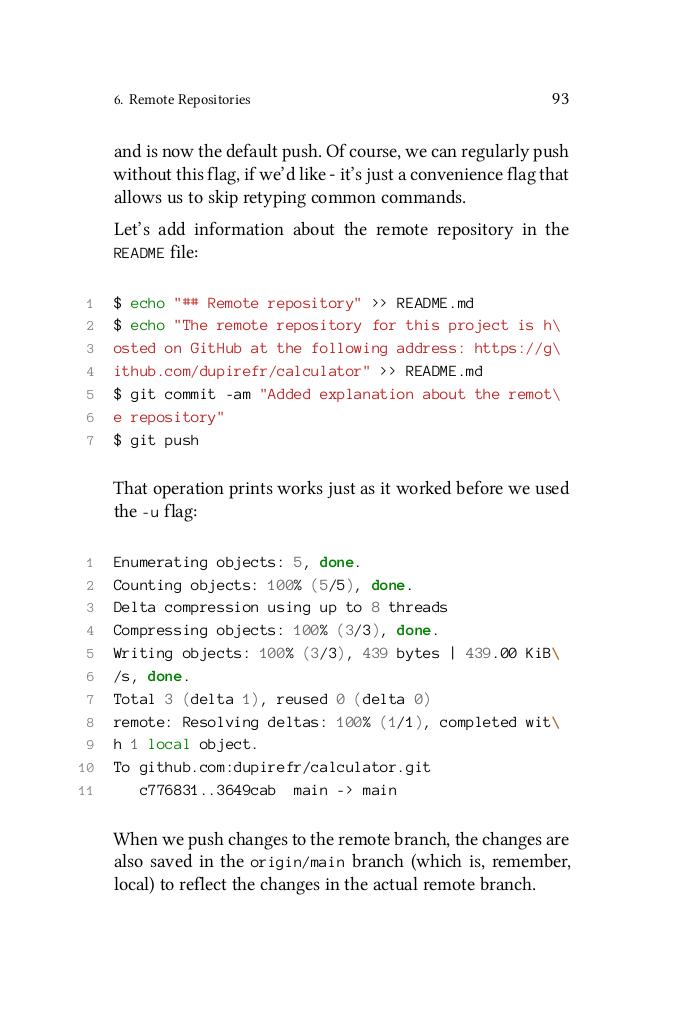 6. Remote Repositories 93
and is now the default push. Of course, we can regularly push
without this flag, if we'd like - it's just a convenience flag that
allows us to skip retyping common commands.
Let's add information about the remote repository in the
README file:
1 $ echo "## Remote repository" >> README.md
2 $ echo "The remote repository for this project is h\
3 osted on GitHub at the following address: https://g\
4 ithub.com/dupirefr/calculator" >> README.md
5 $ git commit -am "Added explanation about the remot\
6 e repository"
7 $ git push
That operation prints works just as it worked before we used
the -u flag:
1 Enumerating objects: 5, done.
2 Counting objects: 100% (5/5), done.
3 Delta compression using up to 8 threads
4 Compressing objects: 100% (3/3), done.
5 Writing objects: 100% (3/3), 439 bytes | 439.00 KiB\
6 /s, done.
7 Total 3 (delta 1), reused 0 (delta 0)
8 remote: Resolving deltas: 100% (1/1), completed wit\
9 h 1 local object.
10 To github.com:dupirefr/calculator.git
11 c776831..3649cab  main -> main
When we push changes to the remote branch, the changes are
also saved in the origin/main branch (which is, remember,
local) to reflect the changes in the actual remote branch.